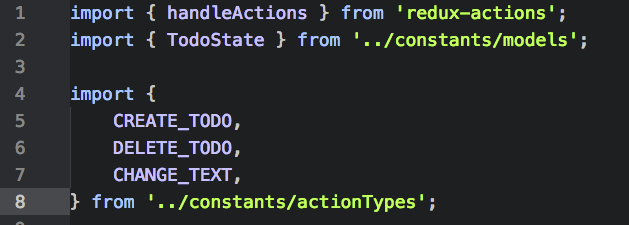 1 import { handleActions } from 'redux-actions';
2 import { TodoState } from '../constants/models';
3
4 import {
5     CREATE_TODO,
6     DELETE_TODO,
7     CHANGE_TEXT,
8 } from '../constants/actionTypes';